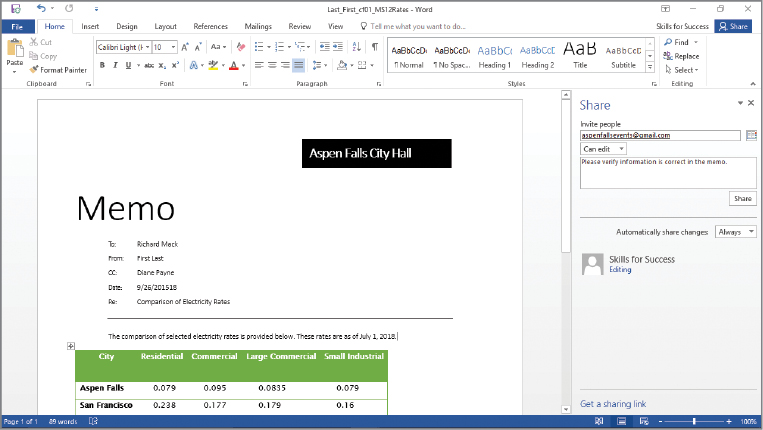 Last_First_cf01_MS12Rates - Word
File Home Insert Design Layout References Mailings Review View Tell me what you want to do... Skills for Success Share
Paste
Cut
Copy
Format Painter
Calibri Light (H 10 A A Aa
B I U abc x₂ x² A A
AaBbCcDc AaBbCcDc AaBbCc AaBbCcC AaB AaBbCcD
¶ Normal ¶ No Spac... Heading 1 Heading 2 Title Subtitle
Find
Replace
Select
Clipboard Font Paragraph Styles Editing
Aspen Falls City Hall
Memo
To: Richard Mack
From: First Last
CC: Diane Payne
Date: 9/26/201518
Re: Comparison of Electricity Rates
The comparison of selected electricity rates is provided below. These rates are as of July 1, 2018.
City Residential Commercial Large Commercial Small Industrial
Aspen Falls 0.079 0.095 0.0835 0.079
San Francisco 0.238 0.177 0.179 0.16
Share
Invite people
aspenfallsevents@gmail.com
Can edit
Please verify information is correct in the memo.
Share
Automatically share changes: Always
Skills for Success
Editing
Get a sharing link
Page 1 of 1 89 words 100%